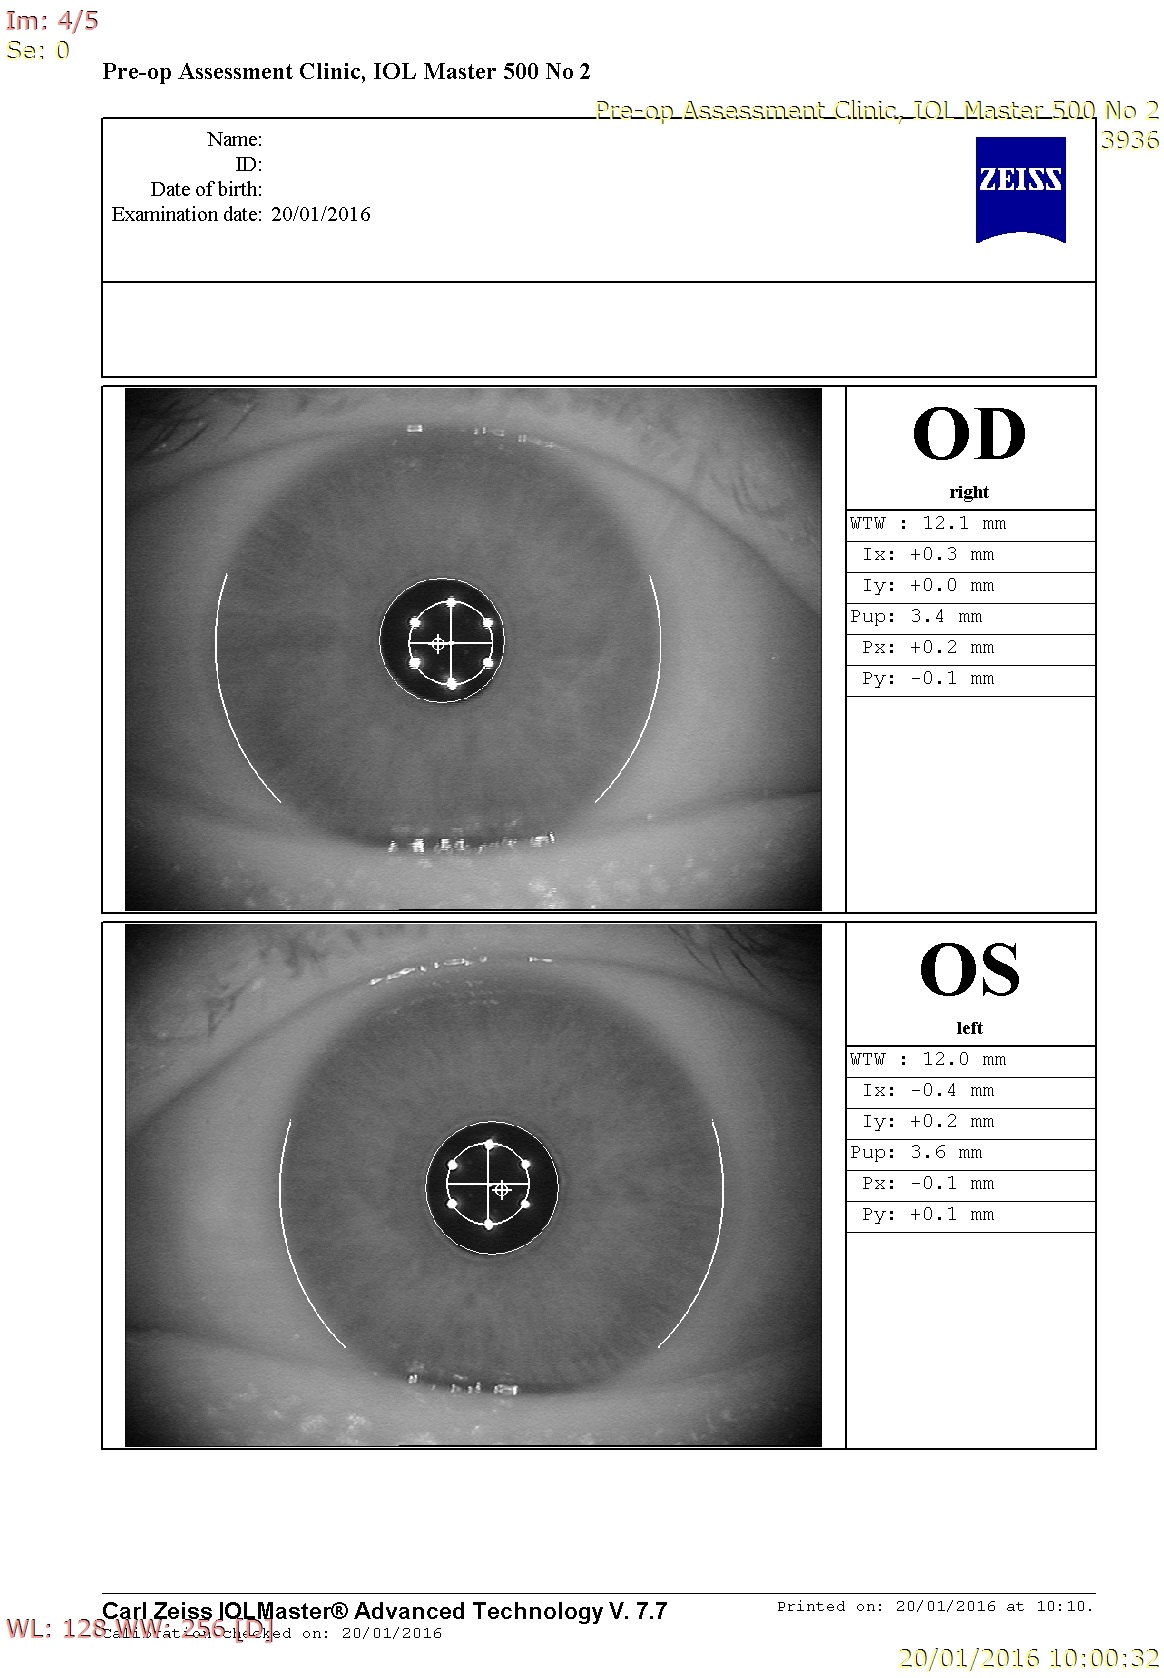 Im: 4/5
Se: 0
Pre-op Assessment Clinic, IOL Master 500 No 2
Pre-op Assessment Clinic, IOL Master 500 No 2
3936
Name:
ID:
Date of birth:
Examination date: 20/01/2016
ZEISS
OD
right
WTW : 12.1 mm
Ix: +0.3 mm
Iy: +0.0 mm
Pup: 3.4 mm
Px: +0.2 mm
Py: -0.1 mm
OS
left
WTW : 12.0 mm
Ix: -0.4 mm
Iy: +0.2 mm
Pup: 3.6 mm
Px: -0.1 mm
Py: +0.1 mm
Carl Zeiss IOLMaster® Advanced Technology V. 7.7
Printed on: 20/01/2016 at 10:10.
WL: 128 WW: 256 [D]
Calibration checked on: 20/01/2016
20/01/2016 10:00:32